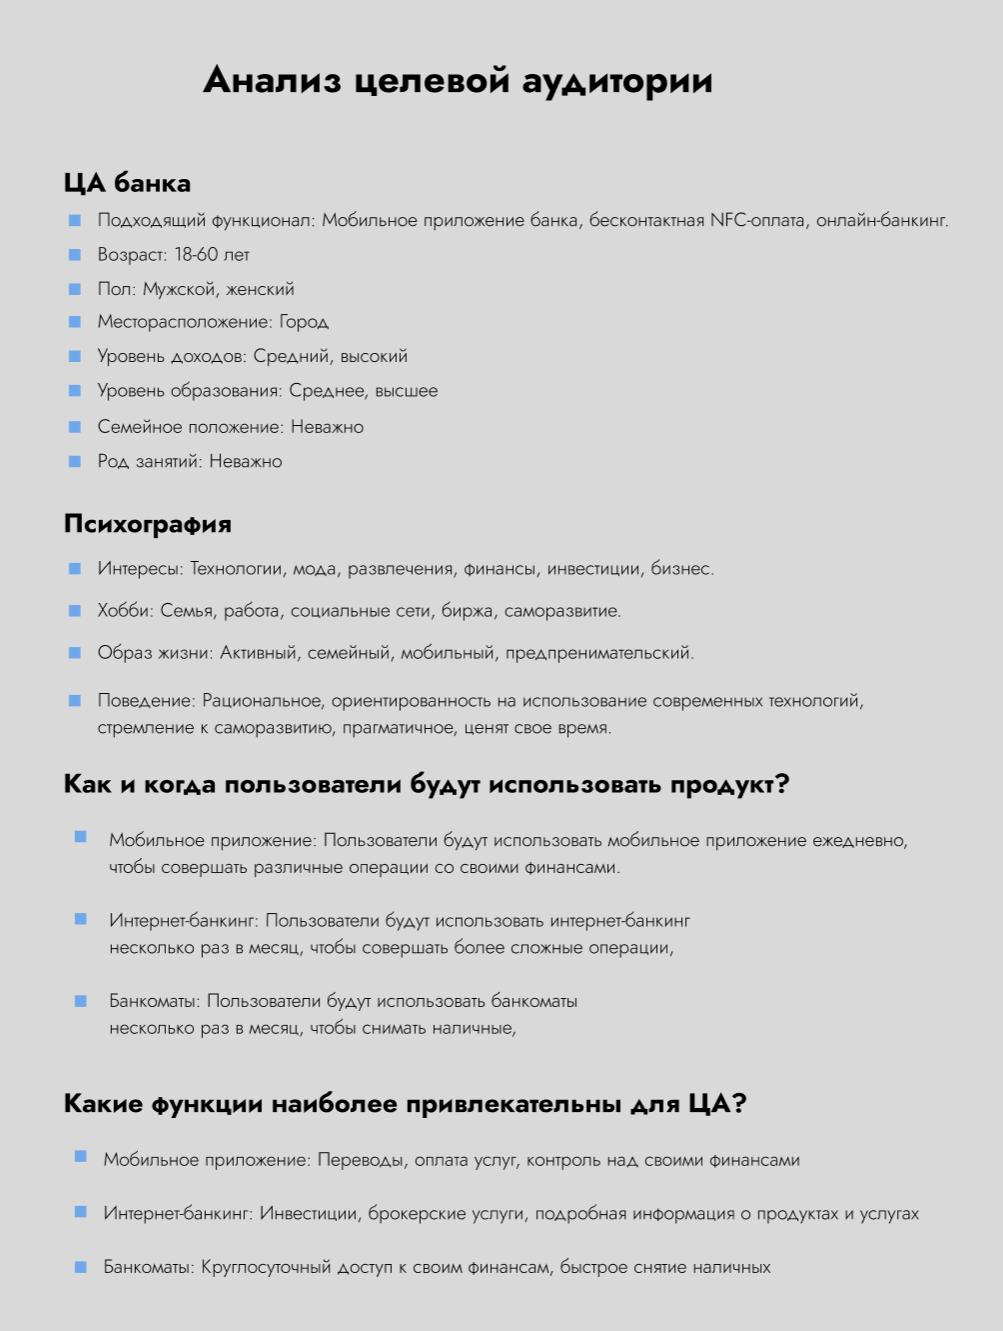 Анализ целевой аудитории
ЦА банка
Подходящий функционал: Мобильное приложение банка, бесконтактная NFC-оплата, онлайн-банкинг.
Возраст: 18-60 лет
Пол: Мужской, женский
Месторасположение: Город
Уровень доходов: Средний, высокий
Уровень образования: Среднее, высшее
Семейное положение: Неважно
Род занятий: Неважно
Психография
Интересы: Технологии, мода, развлечения, финансы, инвестиции, бизнес.
Хобби: Семья, работа, социальные сети, биржа, саморазвитие.
Образ жизни: Активный, семейный, мобильный, предпренимательский.
Поведение: Рациональное, ориентированность на использование современных технологий,
стремление к саморазвитию, прагматичное, ценят свое время.
Как и когда пользователи будут использовать продукт?
Мобильное приложение: Пользователи будут использовать мобильное приложение ежедневно,
чтобы совершать различные операции со своими финансами.
Интернет-банкинг: Пользователи будут использовать интернет-банкинг
несколько раз в месяц, чтобы совершать более сложные операции,
Банкоматы: Пользователи будут использовать банкоматы
несколько раз в месяц, чтобы снимать наличные,
Какие функции наиболее привлекательны для ЦА?
Мобильное приложение: Переводы, оплата услуг, контроль над своими финансами
Интернет-банкинг: Инвестиции, брокерские услуги, подробная информация о продуктах и услугах
Банкоматы: Круглосуточный доступ к своим финансам, быстрое снятие наличных